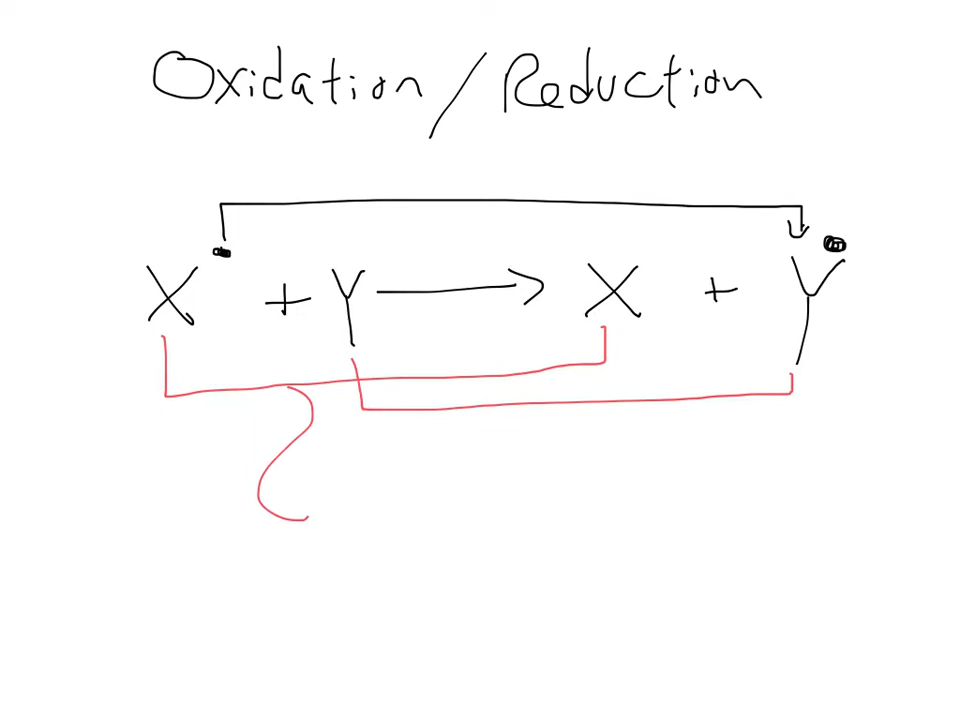 Oxidation/Reduction
X + Y → X + Y